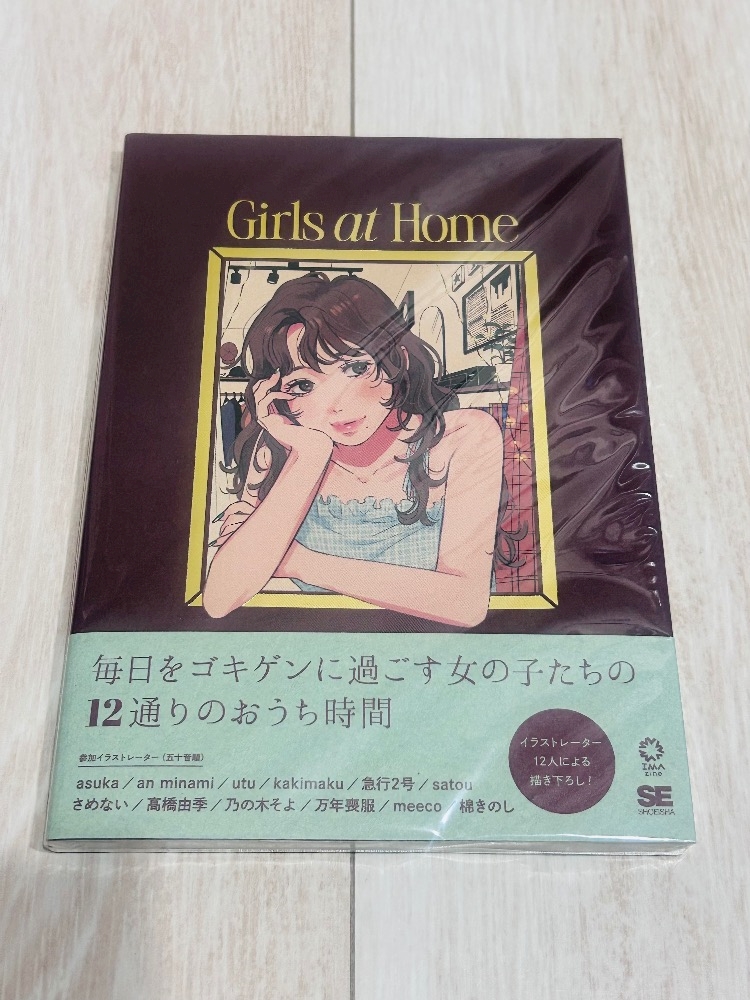 Girls at Home
毎日をゴキゲンに過ごす女の子たちの
12通りのおうち時間
参加イラストレーター（五十音順）
asuka／an minami／utu／kakimaku／急行2号／satou
さめない／髙橋由季／乃の木そよ／万年喪服／meeco／棉きのし
イラストレーター
12人による
描き下ろし！
IMA
zine
SE
SHOEISHA